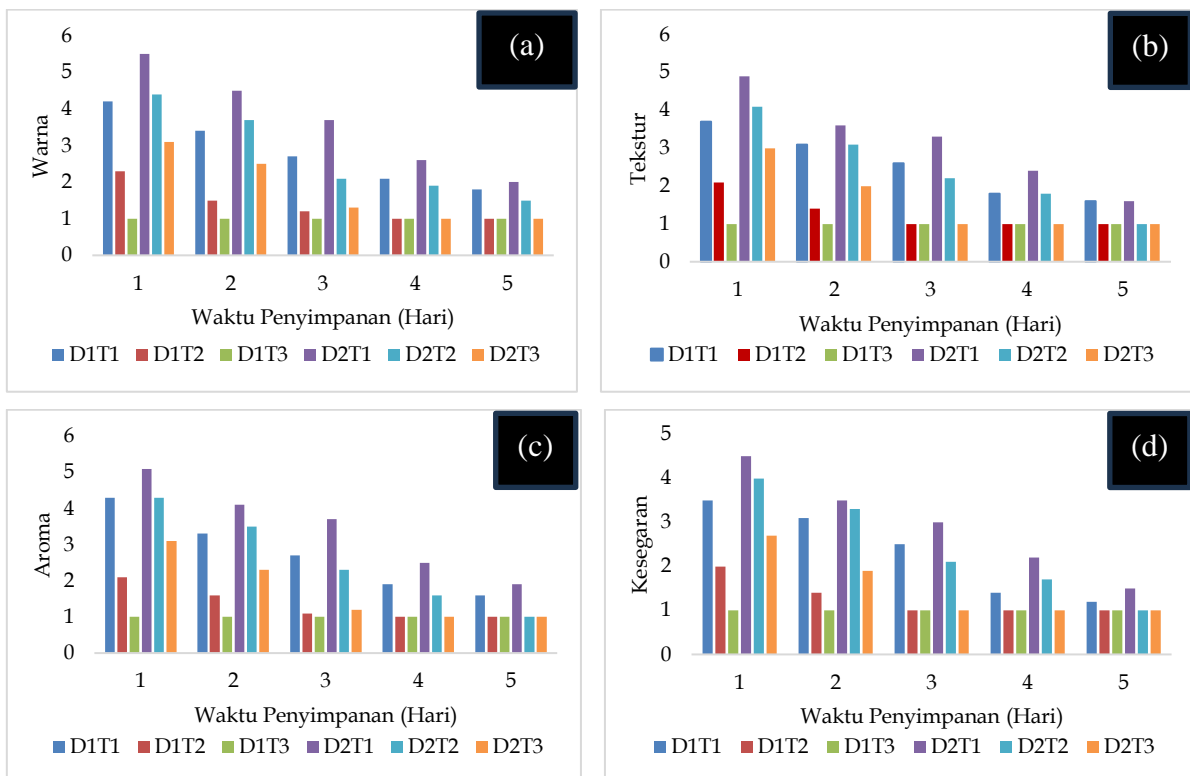 (a)
Warna
6
5
4
3
2
1
0
1 2 3 4 5
Waktu Penyimpanan (Hari)
D1T1 D1T2 D1T3 D2T1 D2T2 D2T3
(b)
Tekstur
6
5
4
3
2
1
0
1 2 3 4 5
Waktu Penyimpanan (Hari)
D1T1 D1T2 D1T3 D2T1 D2T2 D2T3
(c)
Aroma
6
5
4
3
2
1
0
1 2 3 4 5
Waktu Penyimpanan (Hari)
D1T1 D1T2 D1T3 D2T1 D2T2 D2T3
(d)
Kesegaran
5
4
3
2
1
0
1 2 3 4 5
Waktu Penyimpanan (Hari)
D1T1 D1T2 D1T3 D2T1 D2T2 D2T3